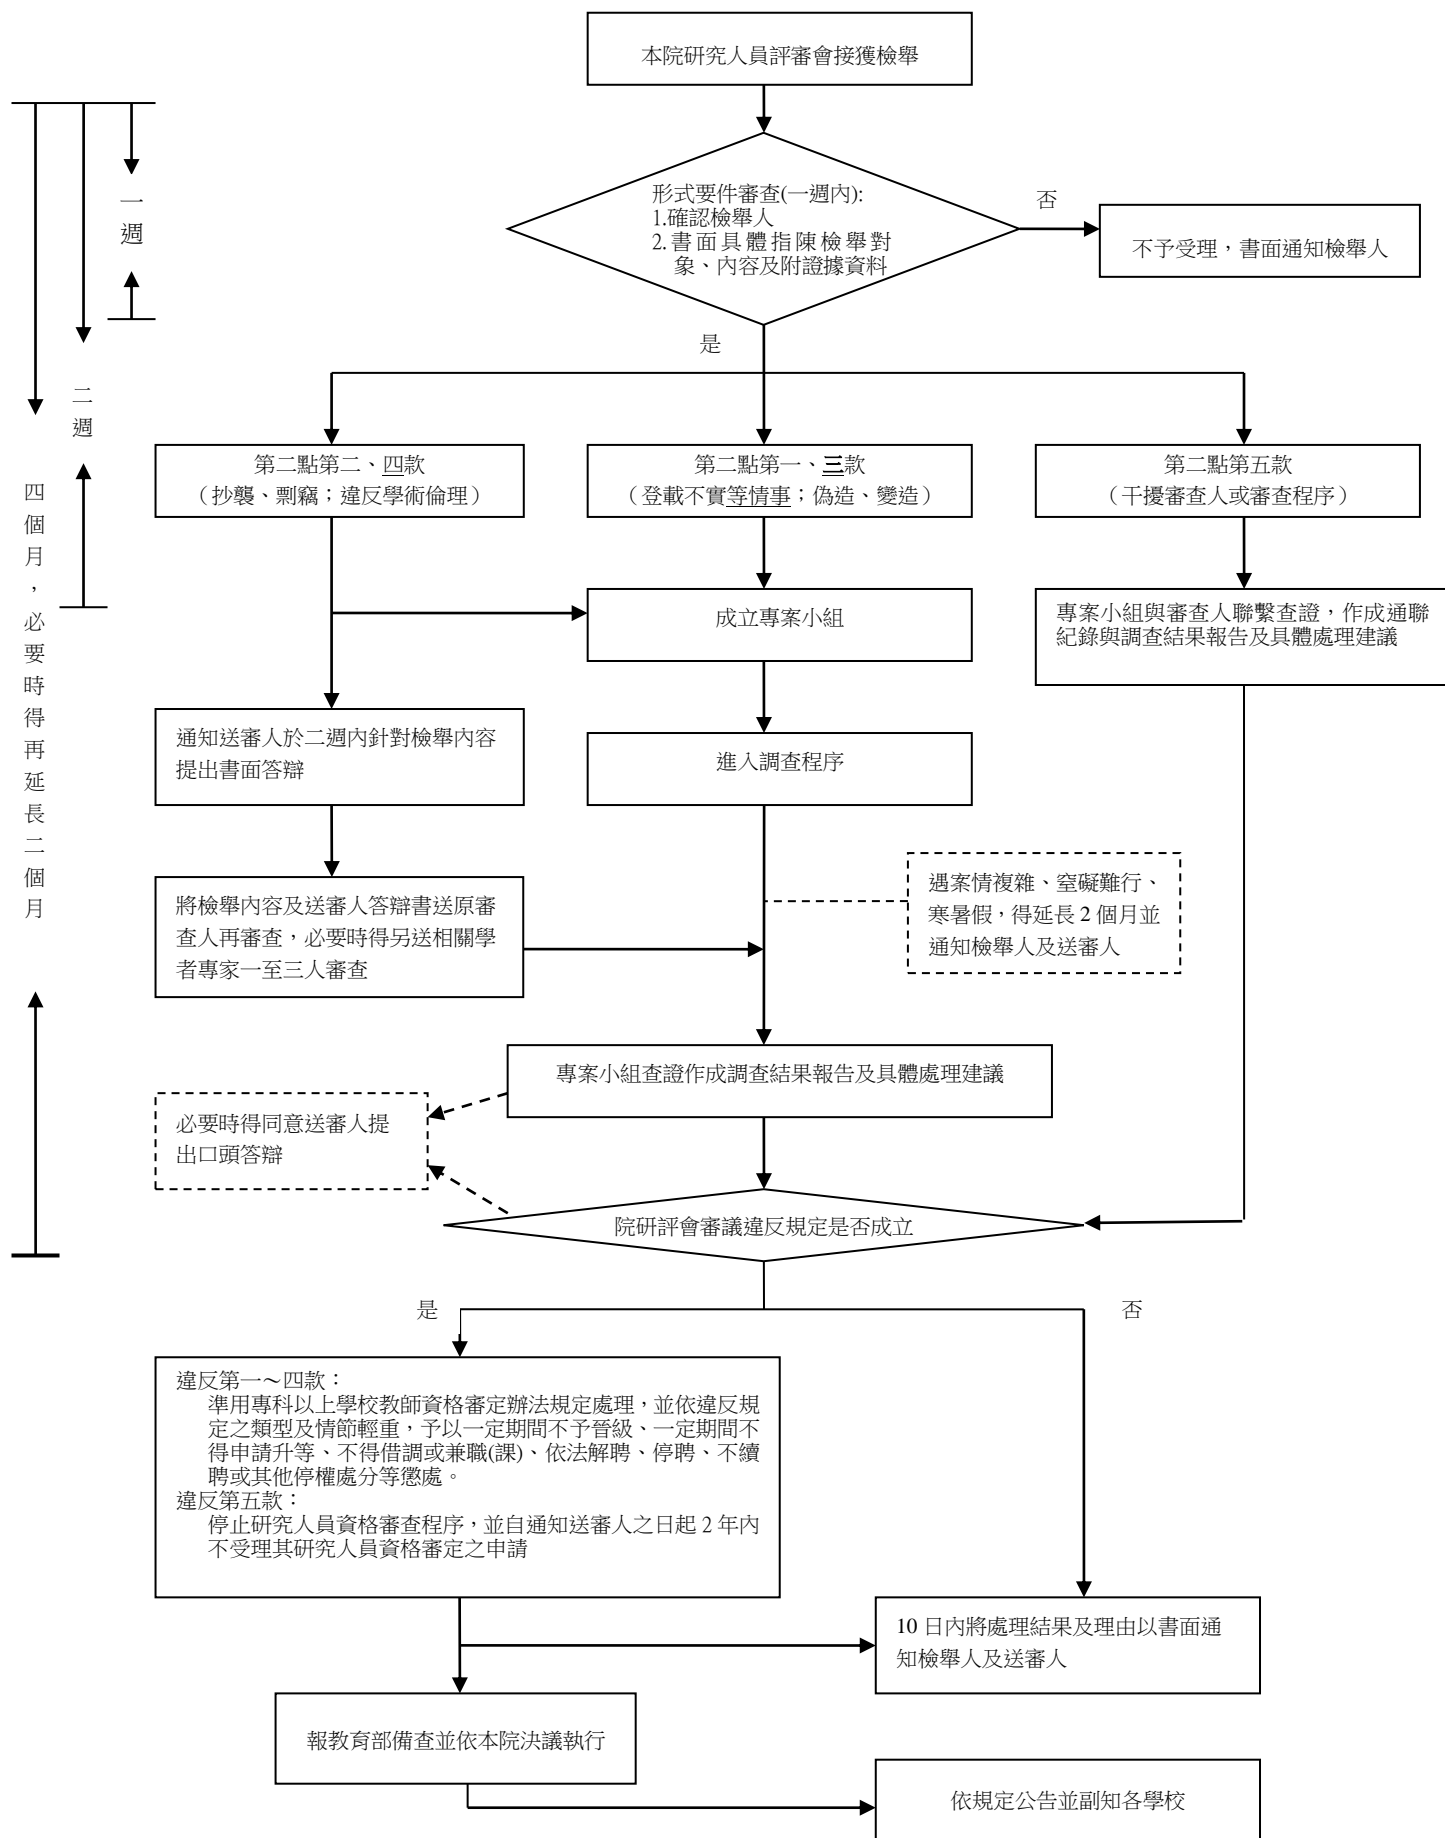 本院研究人員評審會接獲檢舉
形式要件審查(一週內):
1.確認檢舉人
2.書面具體指陳檢舉對
象、內容及附證據資料
否
不予受理，書面通知檢舉人
一週
二週
四個月，必要時得再延長二個月
是
第二點第二、四款
（抄襲、剽竊；違反學術倫理）
第二點第一、三款
（登載不實等情事；偽造、變造）
第二點第五款
（干擾審查人或審查程序）
成立專案小組
專案小組與審查人聯繫查證，作成通聯
紀錄與調查結果報告及具體處理建議
通知送審人於二週內針對檢舉內容
提出書面答辯
進入調查程序
將檢舉內容及送審人答辯書送原審
查人再審查，必要時得另送相關學
者專家一至三人審查
遇案情複雜、窒礙難行、
寒暑假，得延長 2 個月並
通知檢舉人及送審人
專案小組查證作成調查結果報告及具體處理建議
必要時得同意送審人提
出口頭答辯
院研評會審議違反規定是否成立
是
否
違反第一～四款：
準用專科以上學校教師資格審定辦法規定處理，並依違反規
定之類型及情節輕重，予以一定期間不予晉級、一定期間不
得申請升等、不得借調或兼職(課)、依法解聘、停聘、不續
聘或其他停權處分等懲處。
違反第五款：
停止研究人員資格審查程序，並自通知送審人之日起 2 年內
不受理其研究人員資格審定之申請
10 日內將處理結果及理由以書面通
知檢舉人及送審人
報教育部備查並依本院決議執行
依規定公告並副知各學校